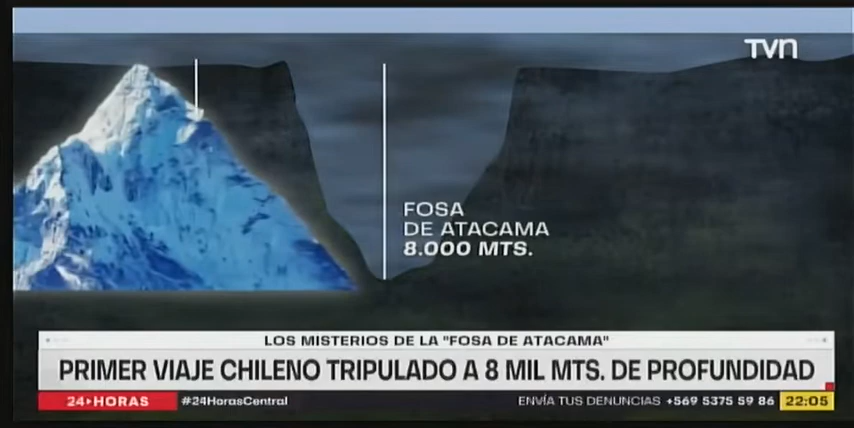 TVN
FOSA
DE ATACAMA
8.000 MTS.
LOS MISTERIOS DE LA "FOSA DE ATACAMA"
PRIMER VIAJE CHILENO TRIPULADO A 8 MIL MTS. DE PROFUNDIDAD
24 HORAS #24HorasCentral ENVÍA TUS DENUNCIAS +569 5375 59 86 22:05